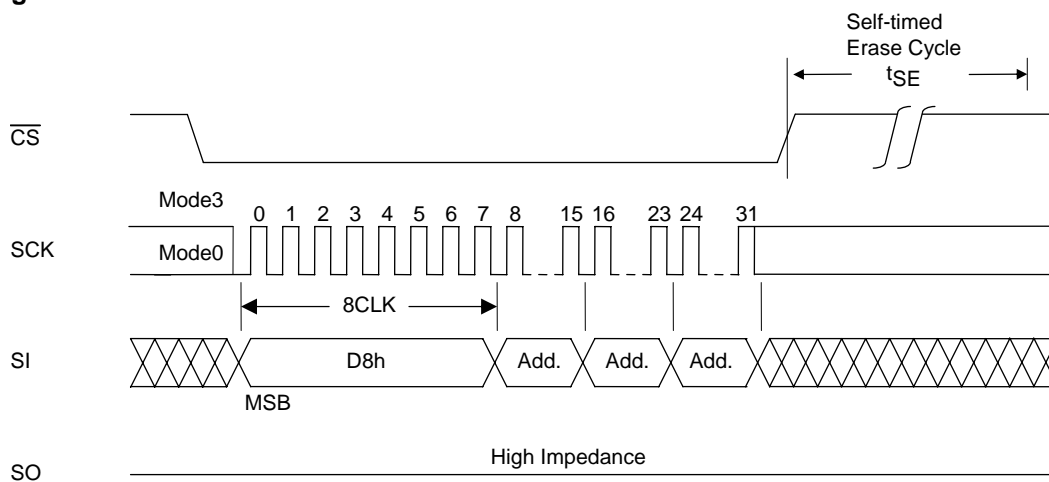 Self-timed
Erase Cycle
tSE
CS
Mode3
0 1 2 3 4 5 6 7 8 15 16 23 24 31
SCK
Mode0
8CLK
SI
D8h
Add.
Add.
Add.
MSB
High Impedance
SO